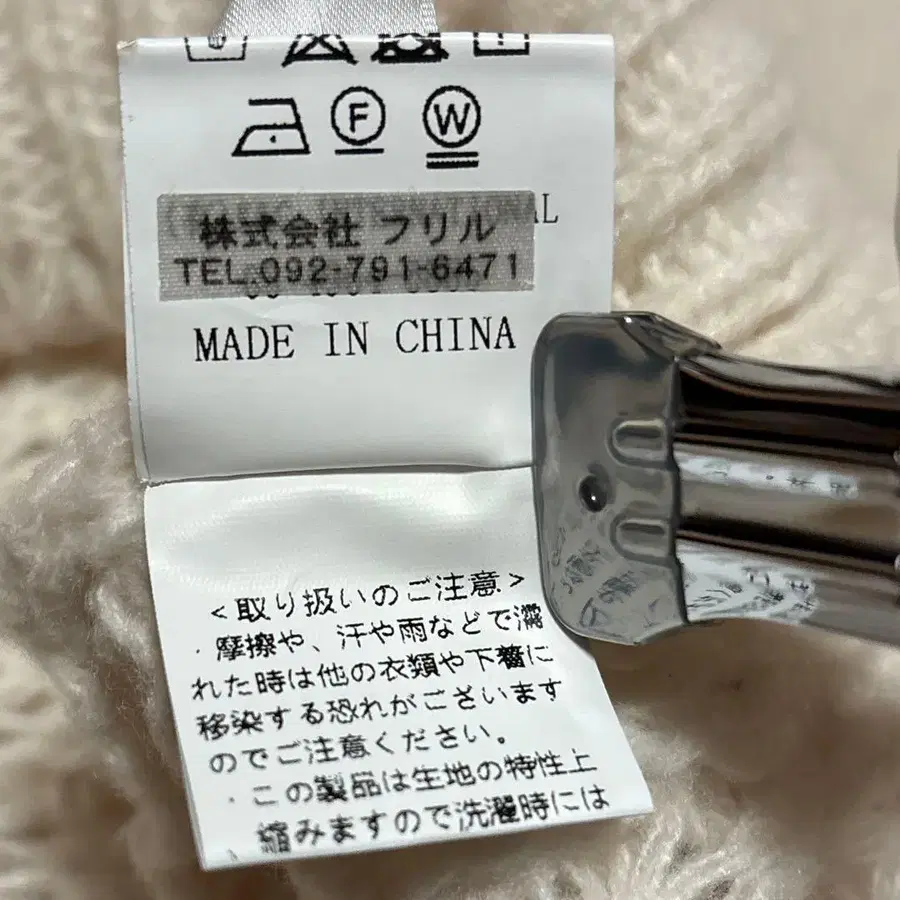 F W
AL
株式会社 フリル
TEL.092-791-6471
MADE IN CHINA
<取り扱いのご注意>
・摩擦や、汗や雨などで濡
れた時は他の衣類や下着に
移染する恐れがございます
のでご注意ください。
・この製品は生地の特性上
縮みますので洗濯時には